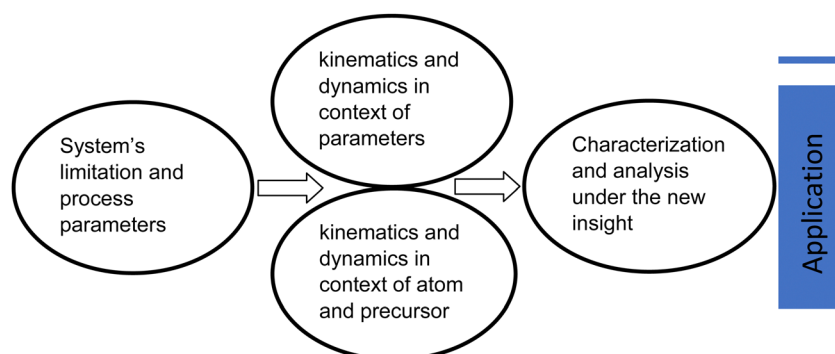 System's
limitation and
process
parameters
kinematics and
dynamics in
context of
parameters
kinematics and
dynamics in
context of atom
and precursor
Characterization
and analysis
under the new
insight
Application